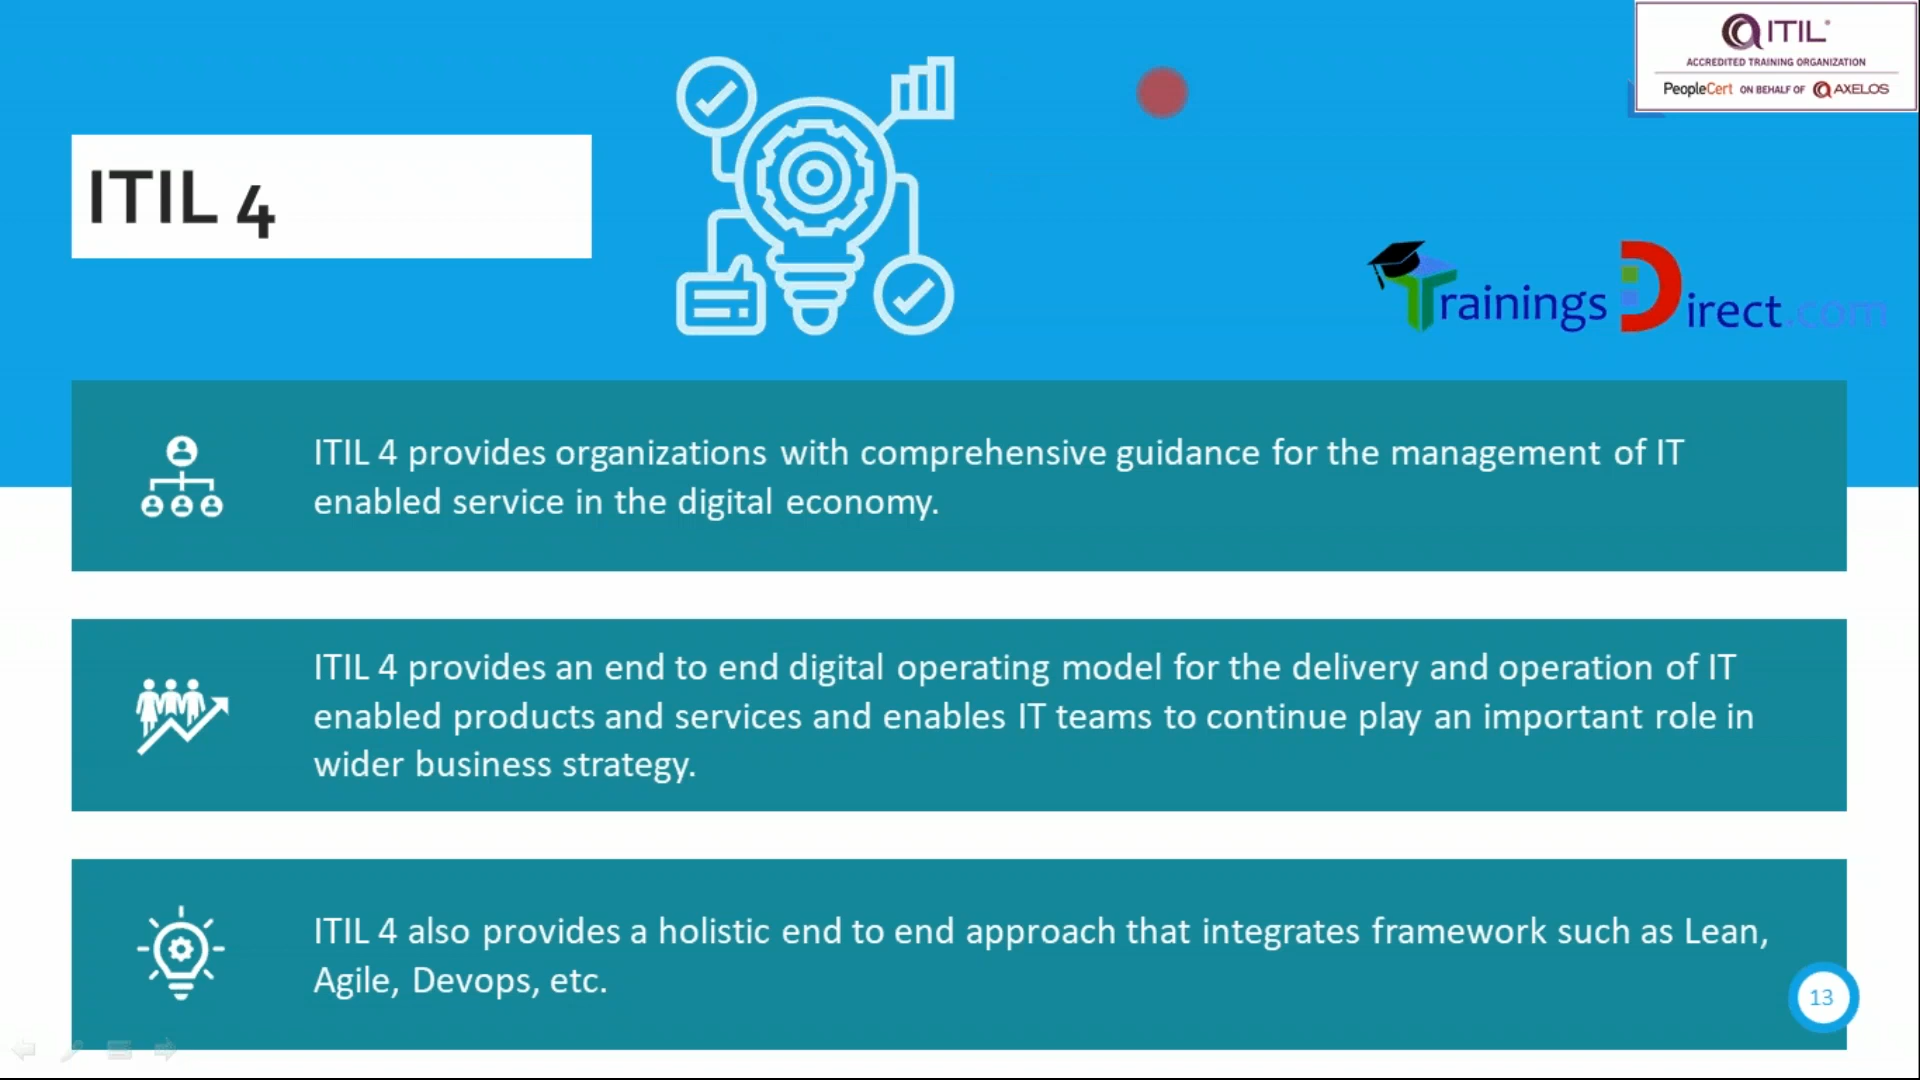 ITIL®
ACCREDITED TRAINING ORGANIZATION
PeopleCert ON BEHALF OF AXELOS
ITIL 4
Trainings Direct.com
ITIL 4 provides organizations with comprehensive guidance for the management of IT
enabled service in the digital economy.
ITIL 4 provides an end to end digital operating model for the delivery and operation of IT
enabled products and services and enables IT teams to continue play an important role in
wider business strategy.
ITIL 4 also provides a holistic end to end approach that integrates framework such as Lean,
Agile, Devops, etc.
13